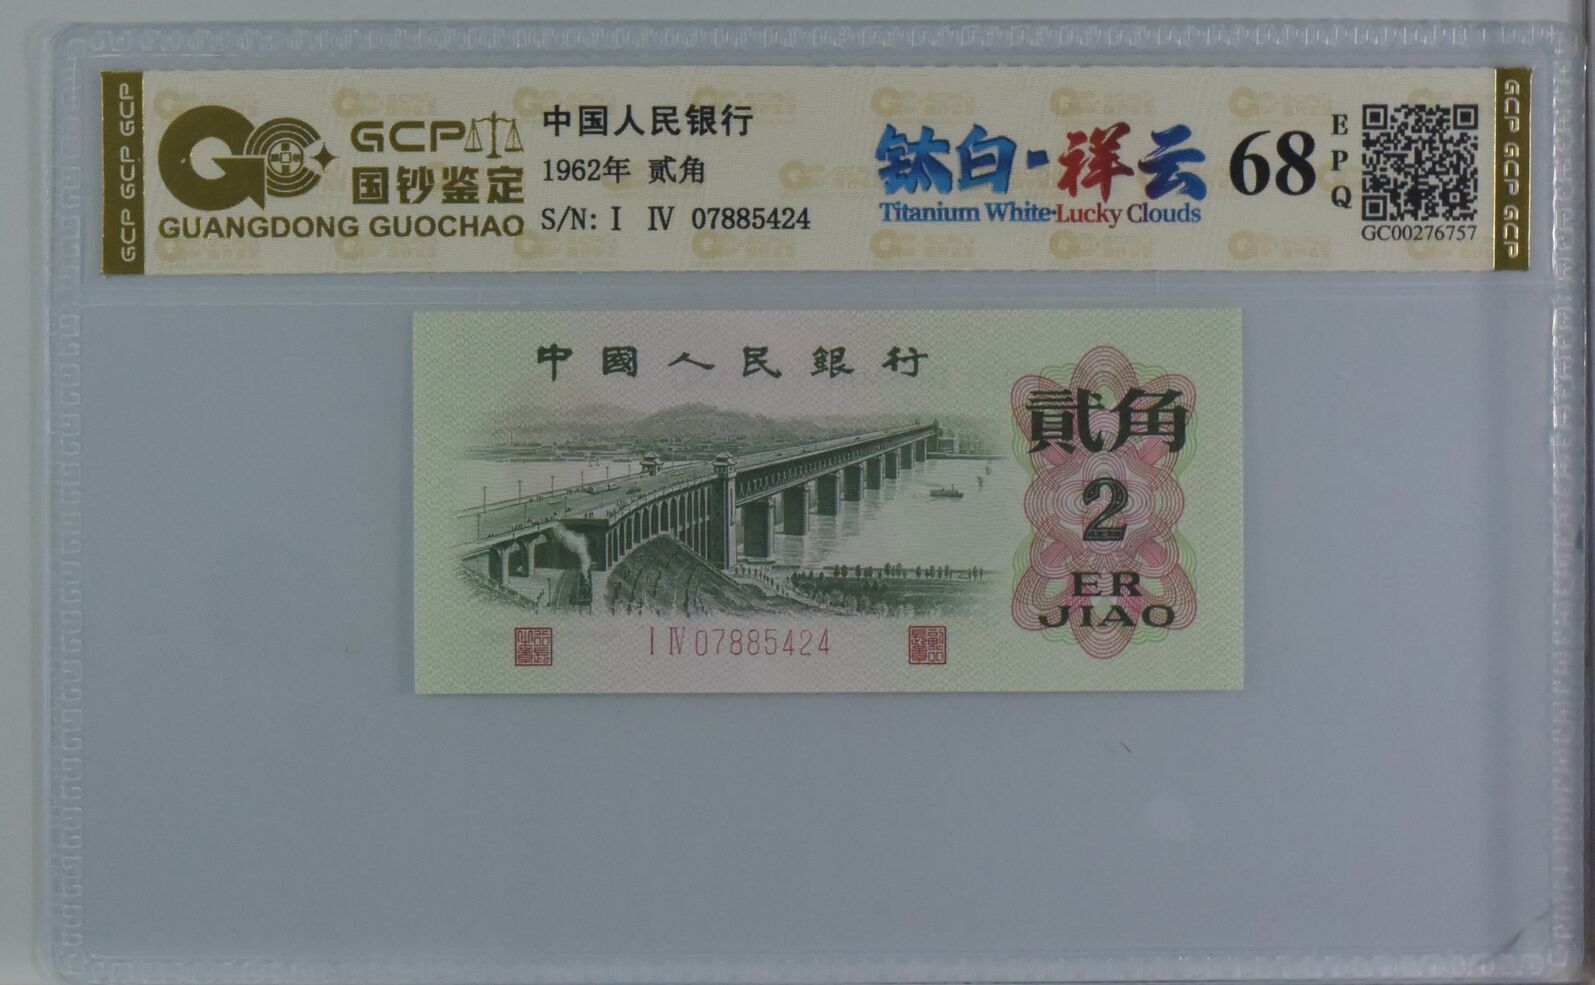 GCP GCP GCP
GCP
国钞鉴定
GUANGDONG GUOCHAO
中国人民银行
1962年 贰角
S/N: I IV 07885424
钛白·祥云
Titanium White·Lucky Clouds
68
EPQ
GC00276757
GCP GCP GCP
中國人民銀行
貳角
2
ER
JIAO
I IV 07885424